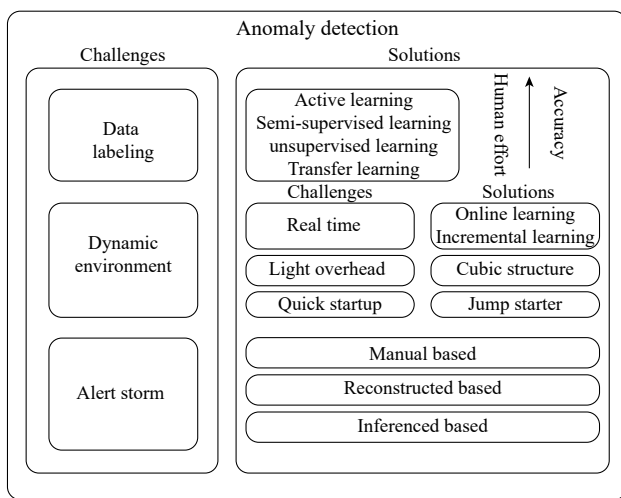 Anomaly detection
Challenges
Solutions
Data
labeling
Active learning
Semi-supervised learning
unsupervised learning
Transfer learning
Human effort
Accuracy
Dynamic
environment
Challenges
Solutions
Real time
Online learning
Incremental learning
Light overhead
Cubic structure
Quick startup
Jump starter
Alert storm
Manual based
Reconstructed based
Inferenced based